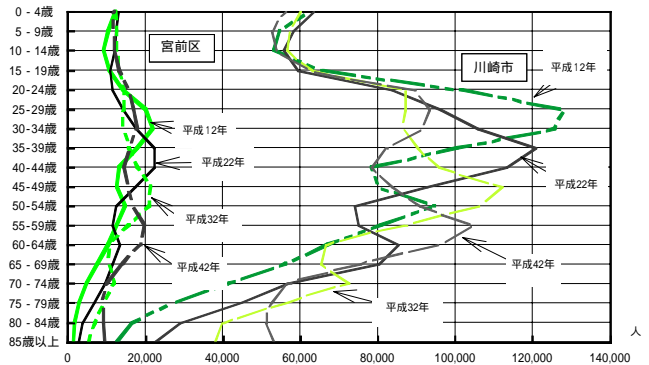 0 - 4歳
5 - 9歳
10 - 14歳
15 - 19歳
20-24歳
25-29歳
30-34歳
35-39歳
40-44歳
45-49歳
50-54歳
55-59歳
60-64歳
65 - 69歳
70 - 74歳
75 - 79歳
80 - 84歳
85歳以上
宮前区
川崎市
平成12年
平成12年
平成22年
平成22年
平成32年
平成42年
平成42年
平成32年
人
0
20,000
40,000
60,000
80,000
100,000
120,000
140,000